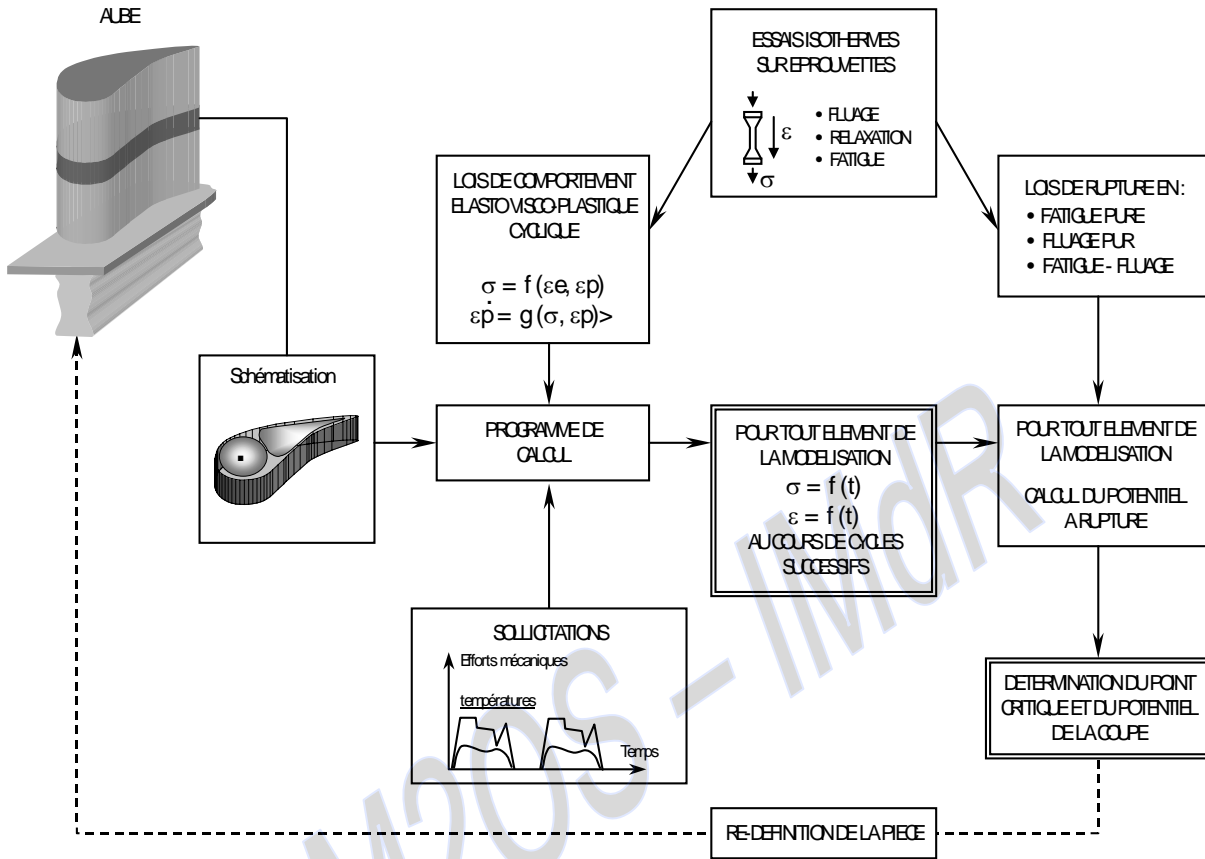 AUBE
ESSAIS ISOTHERMES
SUR EPROUVETTES
• FLUAGE
• RELAXATION
• FATIGUE
ε
σ
LOIS DE COMPORTEMENT
ELASTO VISCO-PLASTIQUE
CYCLIQUE
σ = f (εe, εp)
ε̇p = g (σ, εp)>
LOIS DE RUPTURE EN :
• FATIGUE PURE
• FLUAGE PUR
• FATIGUE - FLUAGE
Schématisation
PROGRAMME DE
CALCUL
POUR TOUT ELEMENT DE
LA MODELISATION
σ = f (t)
ε = f (t)
AU COURS DE CYCLES
SUCCESSIFS
POUR TOUT ELEMENT DE
LA MODELISATION
CALCUL DU POTENTIEL
A RUPTURE
SOLLICITATIONS
Efforts mécaniques
températures
Temps
DETERMINATION DU POINT
CRITIQUE ET DU POTENTIEL
DE LA COUPE
RE-DEFINITION DE LA PIECE
M2OS – IMdR